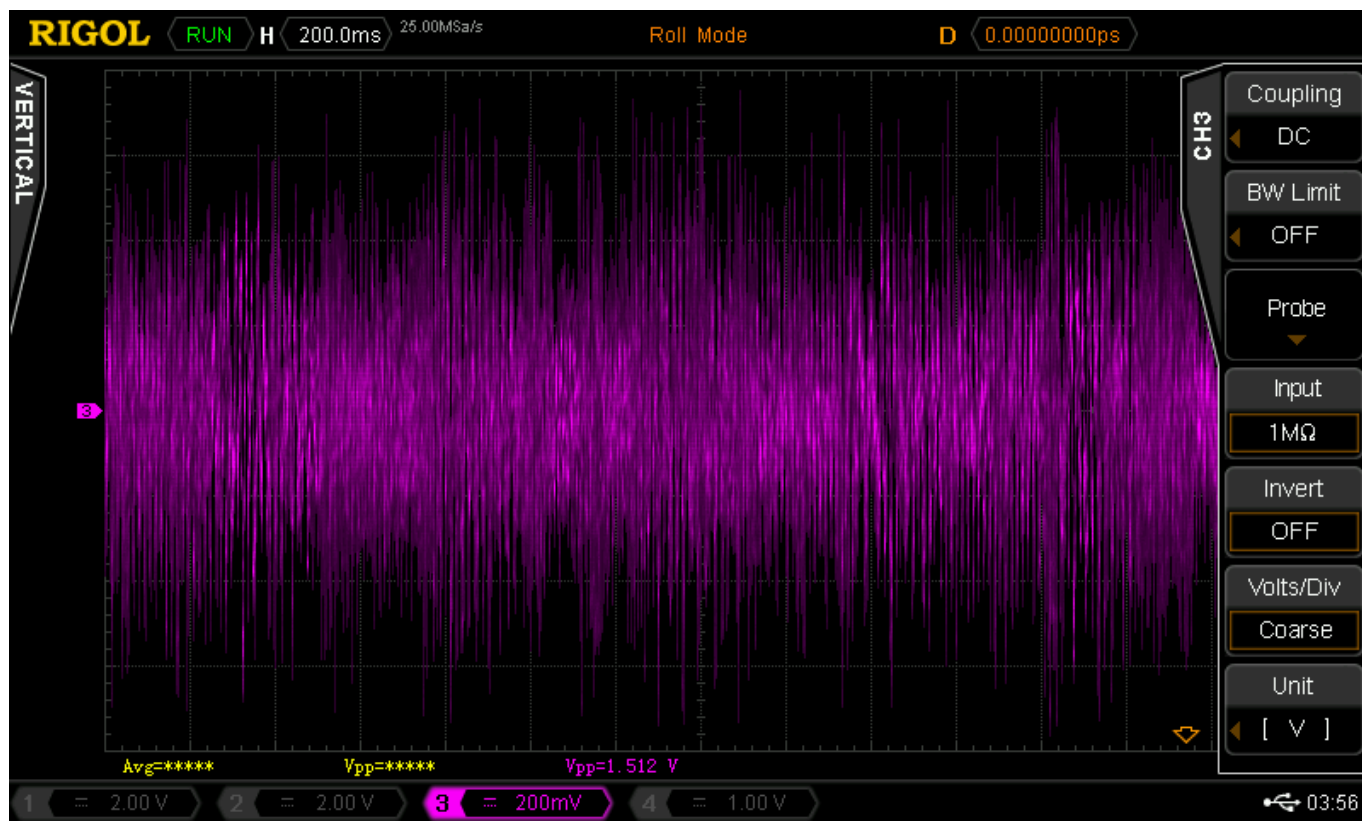 RIGOL RUN H 200.0ms 25.00MSa/s Roll Mode D 0.00000000ps
VERTICAL
CH3
Coupling
DC
BW Limit
OFF
Probe
Input
1MΩ
Invert
OFF
Volts/Div
Coarse
Unit
[ V ]
3
Avg=***** Vpp=***** Vpp=1.512 V
1 = 2.00 V 2 = 2.00 V 3 = 200mV 4 = 1.00 V 03:56